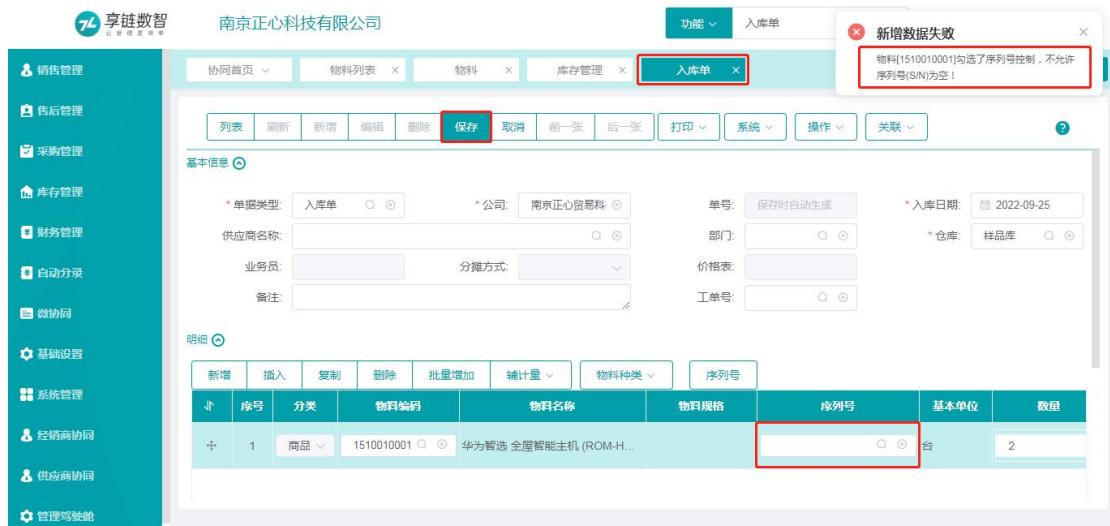 享链数智
让管理更简单
南京正心科技有限公司
功能
入库单
新增数据失败
物料[1510010001]勾选了序列号控制，不允许
序列号(S/N)为空！
销售管理
售后管理
采购管理
库存管理
财务管理
自动分录
微协同
基础设置
系统管理
经销商协同
供应商协同
管理驾驶舱
协同首页
物料列表
物料
库存管理
入库单
列表 刷新 新增 编辑 删除 保存 取消 前一张 后一张 打印 系统 操作 关联
基本信息
*单据类型: 入库单 *公司: 南京正心贸易科 单号: 保存时自动生成 *入库日期: 2022-09-25
供应商名称: 部门: *仓库: 样品库
业务员: 分摊方式: 价格表:
备注: 工单号:
明细
新增 插入 复制 删除 批量增加 辅计量 物料种类 序列号
序号 分类 物料编码 物料名称 物料规格 序列号 基本单位 数量
1 商品 1510010001 华为智选 全屋智能主机 (ROM-H... 台 2